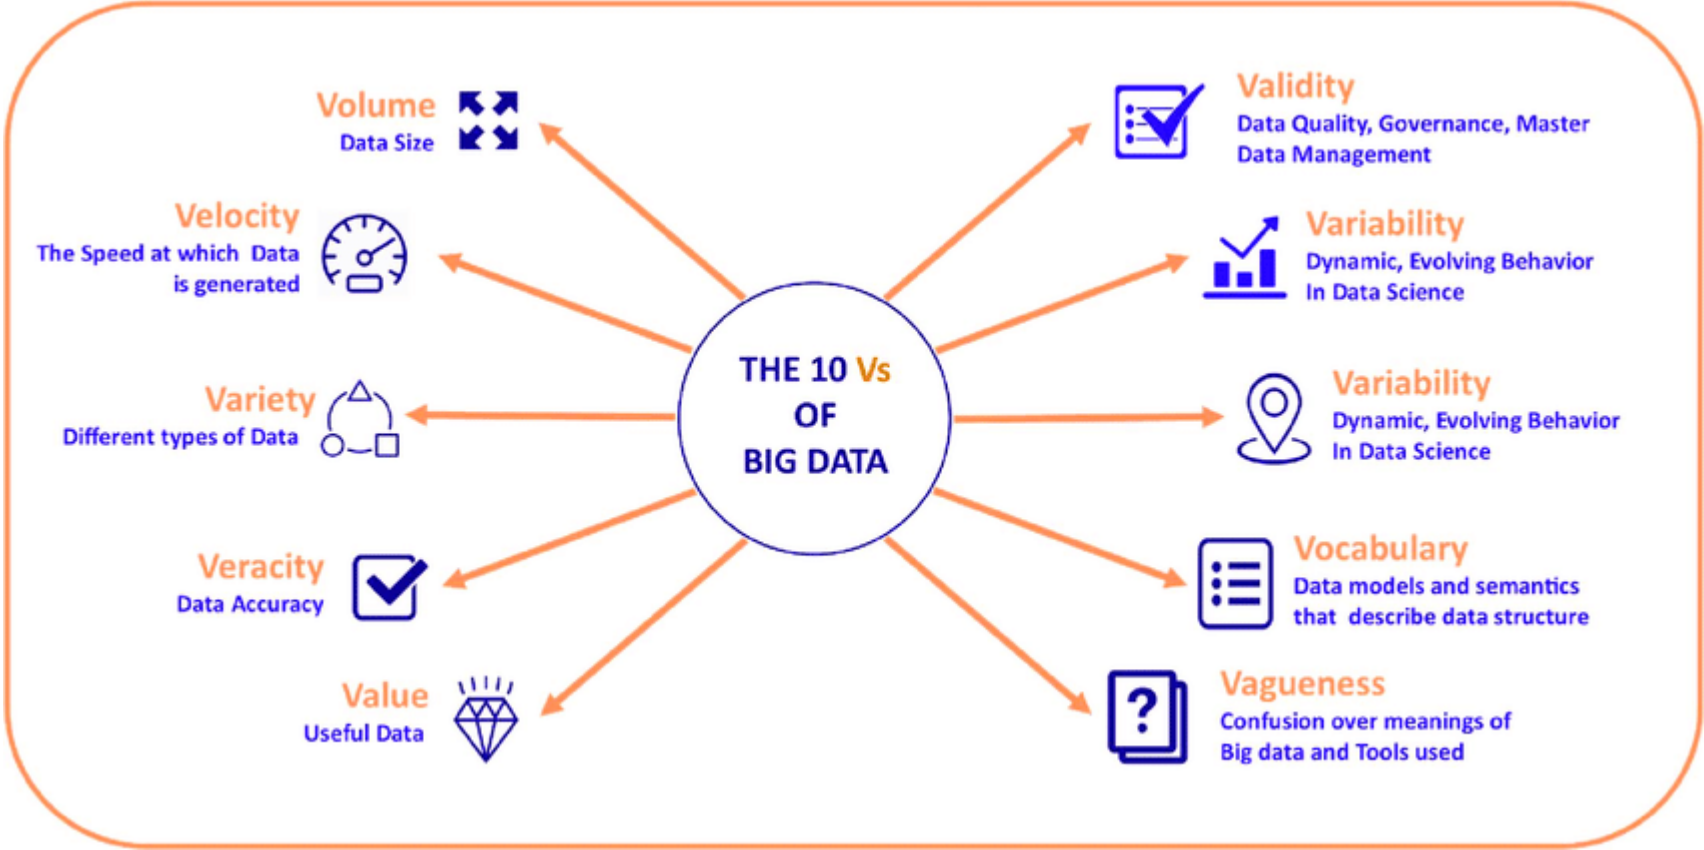 Volume
Data Size
Velocity
The Speed at which Data
is generated
Variety
Different types of Data
Veracity
Data Accuracy
Value
Useful Data
THE 10 Vs
OF
BIG DATA
Validity
Data Quality, Governance, Master
Data Management
Variability
Dynamic, Evolving Behavior
In Data Science
Variability
Dynamic, Evolving Behavior
In Data Science
Vocabulary
Data models and semantics
that describe data structure
Vagueness
Confusion over meanings of
Big data and Tools used
?